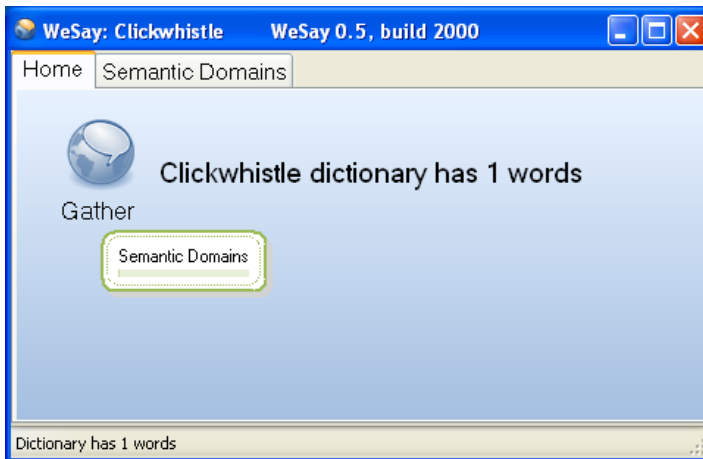 WeSay: Clickwhistle WeSay 0.5, build 2000
Home Semantic Domains
Clickwhistle dictionary has 1 words
Gather
Semantic Domains
Dictionary has 1 words